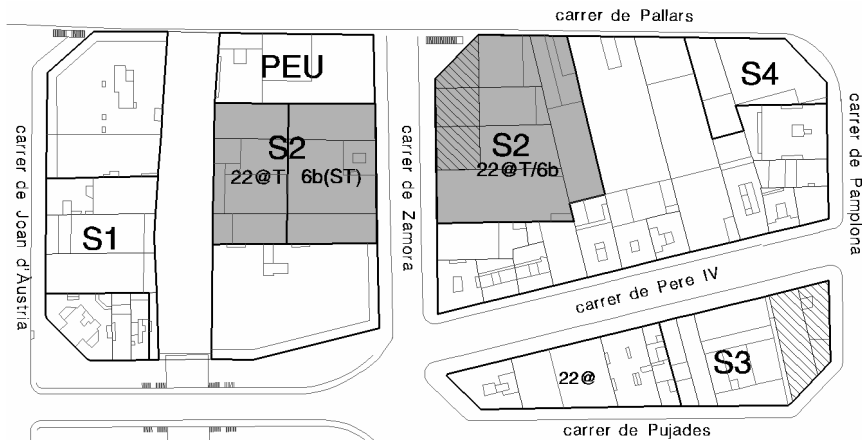 carrer de Pallars
PEU
S4
S2
22@T
6b(ST)
S2
22@T/6b
carrer de Joan d'Àustria
carrer de Zamora
carrer de Pamplona
S1
carrer de Pere IV
22@
S3
carrer de Pujades